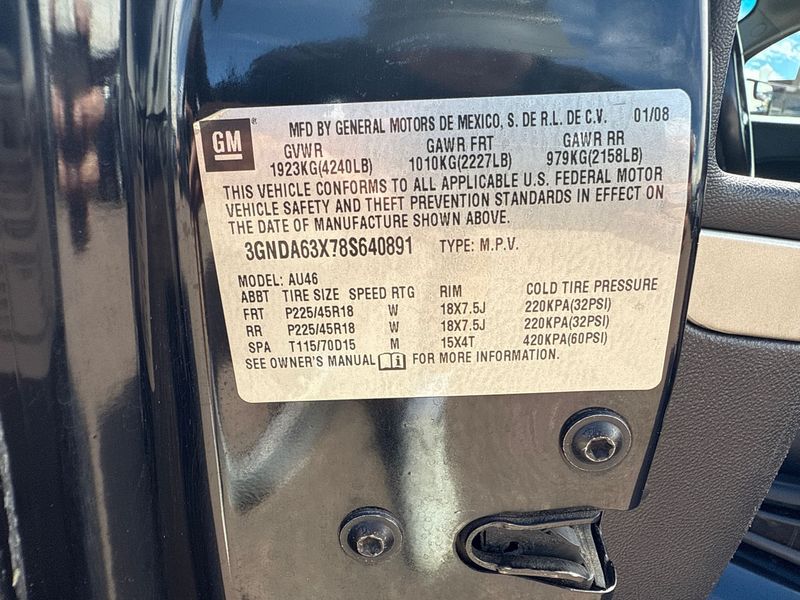 GM ® MFD BY GENERAL MOTORS DE MEXICO, S. DE R.L. DE C.V. 01/08
GVWR GAWR FRT GAWR RR
1923KG(4240LB) 1010KG(2227LB) 979KG(2158LB)
THIS VEHICLE CONFORMS TO ALL APPLICABLE U.S. FEDERAL MOTOR
VEHICLE SAFETY AND THEFT PREVENTION STANDARDS IN EFFECT ON
THE DATE OF MANUFACTURE SHOWN ABOVE.
3GNDA63X78S640891 TYPE: M.P.V.
MODEL: AU46
ABBT TIRE SIZE SPEED RTG RIM COLD TIRE PRESSURE
FRT P225/45R18 W 18X7.5J 220KPA(32PSI)
RR P225/45R18 W 18X7.5J 220KPA(32PSI)
SPA T115/70D15 M 15X4T 420KPA(60PSI)
SEE OWNER'S MANUAL FOR MORE INFORMATION.